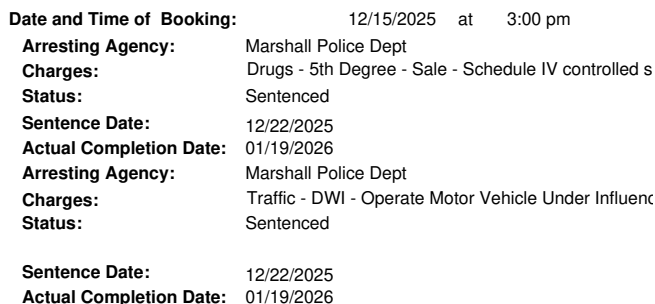 Date and Time of Booking: 12/15/2025 at 3:00 pm
Arresting Agency: Marshall Police Dept
Charges: Drugs - 5th Degree - Sale - Schedule IV controlled s
Status: Sentenced
Sentence Date: 12/22/2025
Actual Completion Date: 01/19/2026
Arresting Agency: Marshall Police Dept
Charges: Traffic - DWI - Operate Motor Vehicle Under Influenc
Status: Sentenced
Sentence Date: 12/22/2025
Actual Completion Date: 01/19/2026